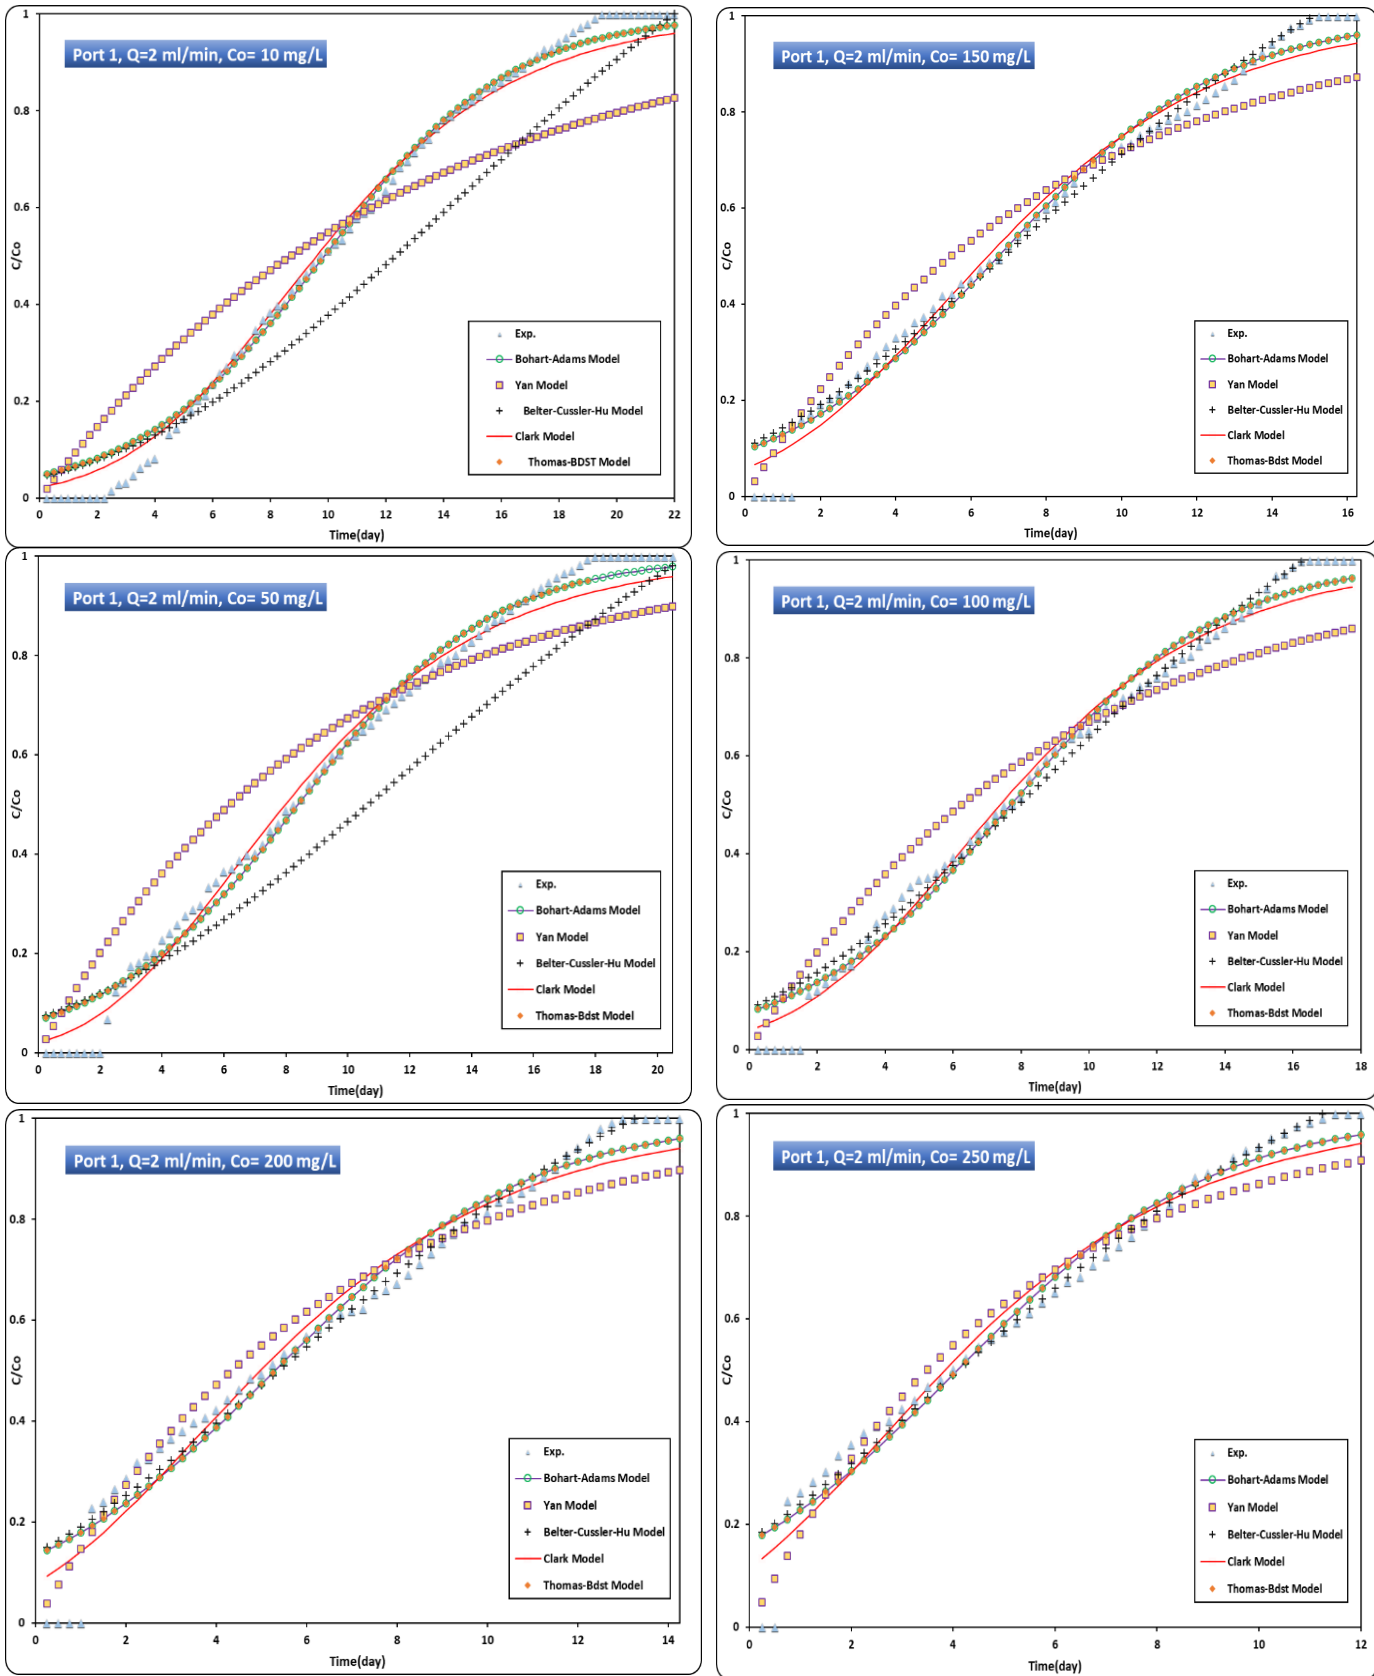 Port 1, Q=2 ml/min, Co= 10 mg/L
1
0.8
0.6
0.4
0.2
0
C/Co
0 2 4 6 8 10 12 14 16 18 20 22
Time(day)
Exp.
Bohart-Adams Model
Yan Model
Belter-Cussler-Hu Model
Clark Model
Thomas-BDST Model
Port 1, Q=2 ml/min, Co= 150 mg/L
1
0.8
0.6
0.4
0.2
0
C/Co
0 2 4 6 8 10 12 14 16
Time(day)
Exp.
Bohart-Adams Model
Yan Model
Belter-Cussler-Hu Model
Clark Model
Thomas-Bdst Model
Port 1, Q=2 ml/min, Co= 50 mg/L
1
0.8
0.6
0.4
0.2
0
C/Co
0 2 4 6 8 10 12 14 16 18 20
Time(day)
Exp.
Bohart-Adams Model
Yan Model
Belter-Cussler-Hu Model
Clark Model
Thomas-Bdst Model
Port 1, Q=2 ml/min, Co= 100 mg/L
1
0.8
0.6
0.4
0.2
0
C/Co
0 2 4 6 8 10 12 14 16 18
Time(day)
Exp.
Bohart-Adams Model
Yan Model
Belter-Cussler-Hu Model
Clark Model
Thomas-Bdst Model
Port 1, Q=2 ml/min, Co= 200 mg/L
1
0.8
0.6
0.4
0.2
0
C/Co
0 2 4 6 8 10 12 14
Time(day)
Exp.
Bohart-Adams Model
Yan Model
Belter-Cussler-Hu Model
Clark Model
Thomas-Bdst Model
Port 1, Q=2 ml/min, Co= 250 mg/L
1
0.8
0.6
0.4
0.2
0
C/Co
0 2 4 6 8 10 12
Time(day)
Exp.
Bohart-Adams Model
Yan Model
Belter-Cussler-Hu Model
Clark Model
Thomas-Bdst Model